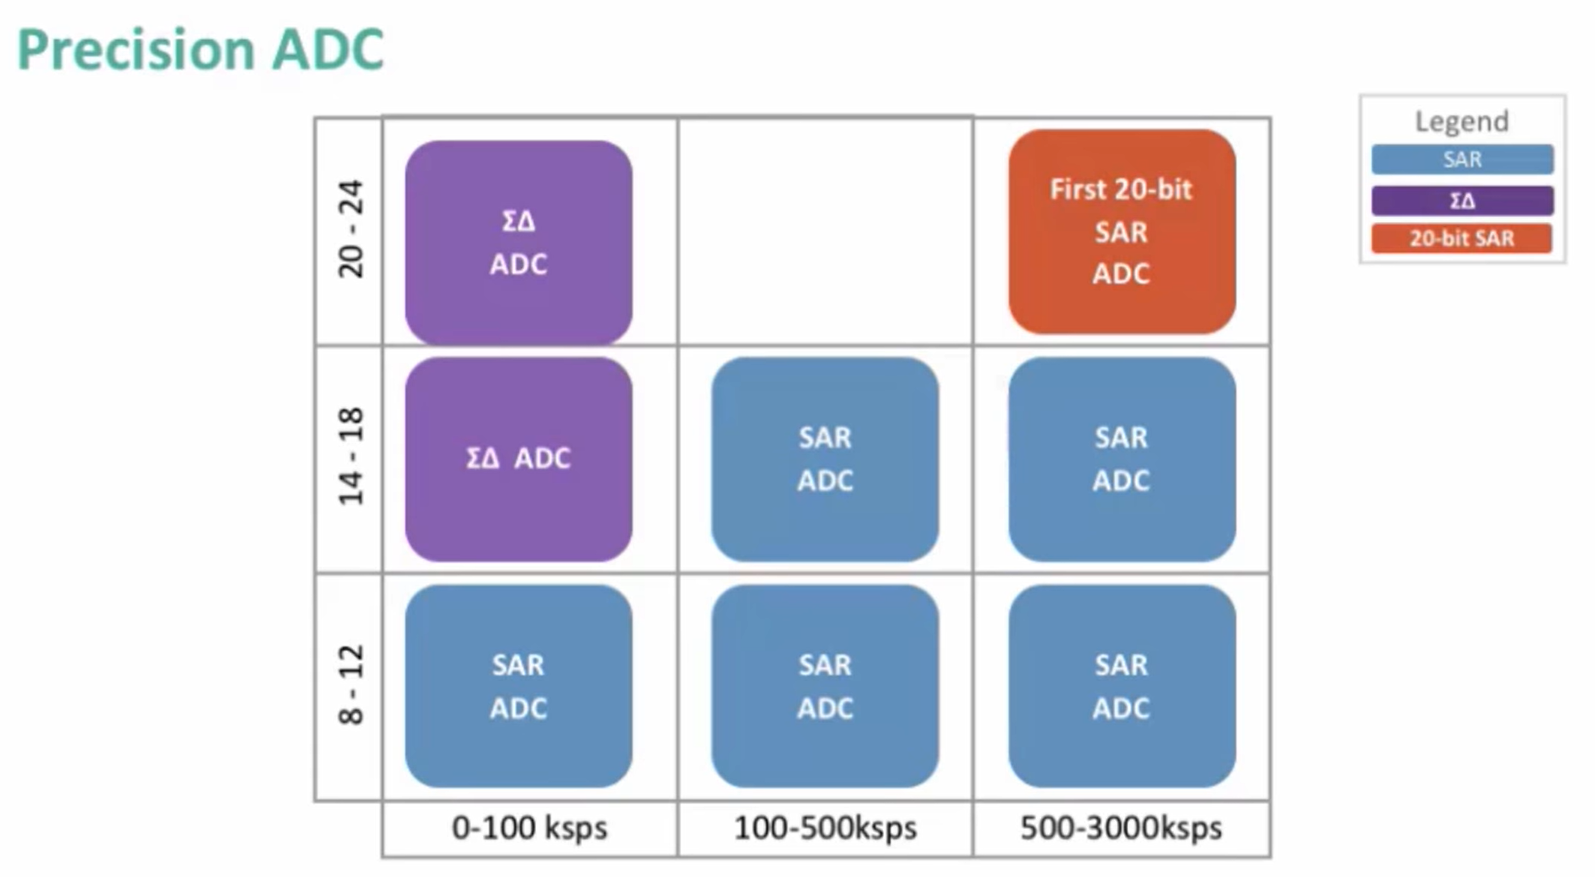 Precision ADC
Legend
SAR
ΣΔ
20-bit SAR
20 - 24
ΣΔ
ADC
First 20-bit
SAR
ADC
14 - 18
ΣΔ ADC
SAR
ADC
SAR
ADC
8 - 12
SAR
ADC
SAR
ADC
SAR
ADC
0-100 ksps
100-500ksps
500-3000ksps